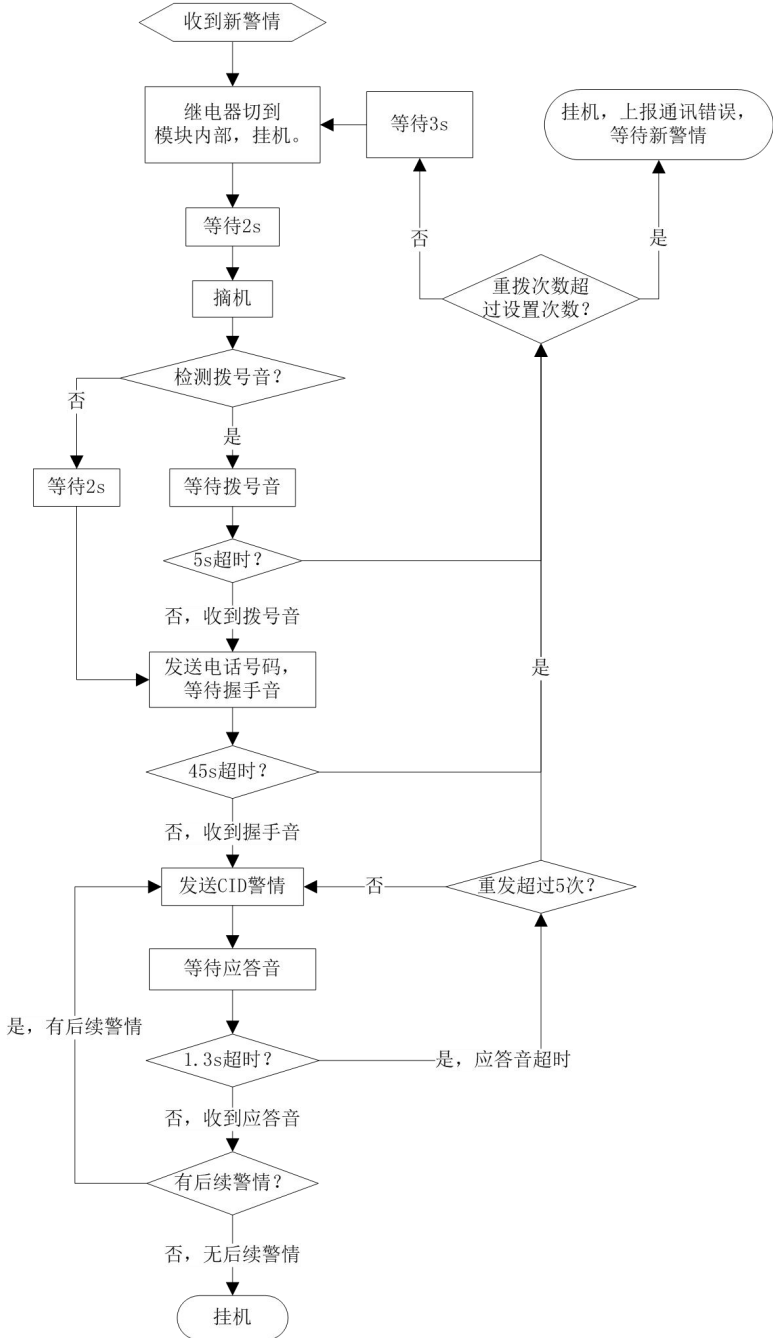 收到新警情
继电器切到
模块内部，挂机。
等待3s
挂机，上报通讯错误，
等待新警情
等待2s
否
是
摘机
重拨次数超
过设置次数？
检测拨号音？
否
是
等待2s
等待拨号音
5s超时？
否，收到拨号音
发送电话号码，
等待握手音
是
45s超时？
否，收到握手音
发送CID警情
否
重发超过5次？
等待应答音
是，有后续警情
1.3s超时？
是，应答音超时
否，收到应答音
有后续警情？
否，无后续警情
挂机